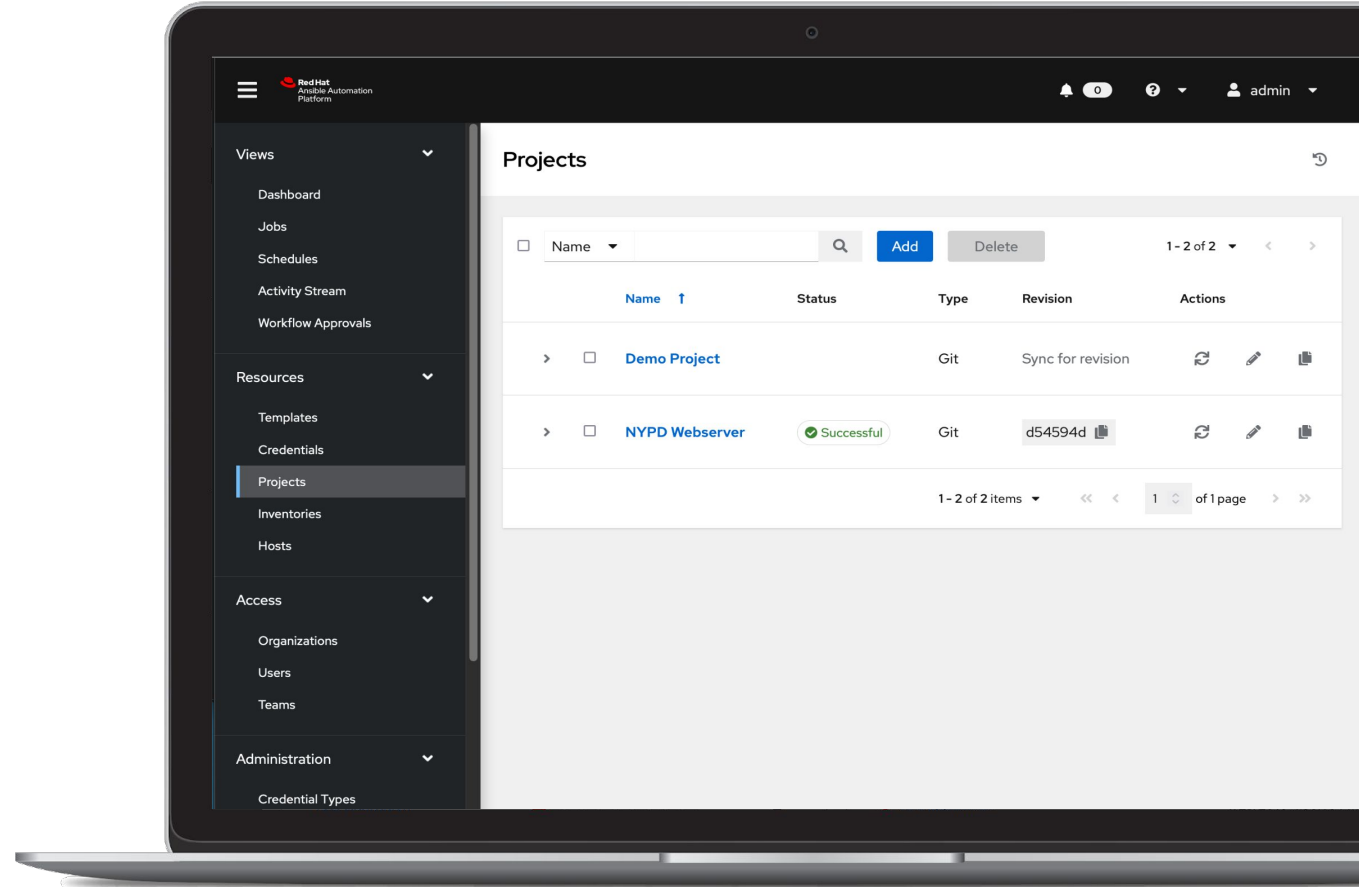 Red Hat
Ansible Automation
Platform
0
admin
Views
Dashboard
Jobs
Schedules
Activity Stream
Workflow Approvals
Resources
Templates
Credentials
Projects
Inventories
Hosts
Access
Organizations
Users
Teams
Administration
Credential Types
Projects
Name Add Delete 1 - 2 of 2
Name Status Type Revision Actions
Demo Project Git Sync for revision
NYPD Webserver Successful Git d54594d
1 - 2 of 2 items 1 of 1 page